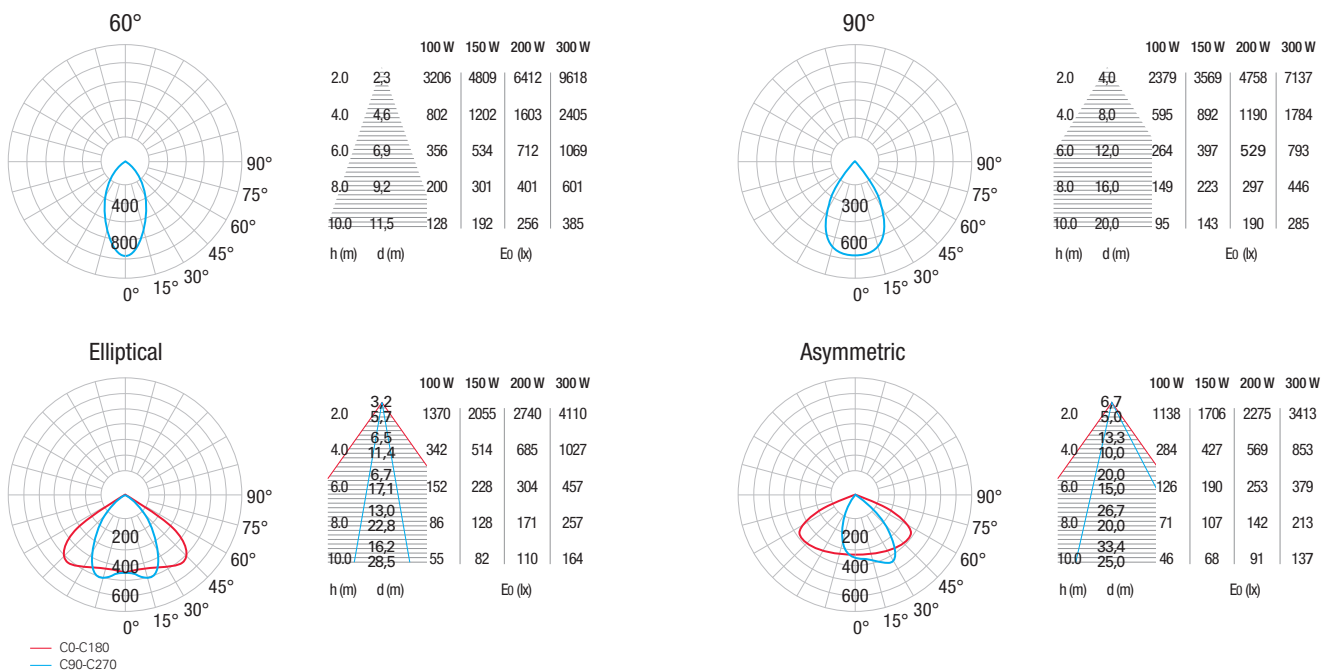 60°
400
800
90°
75°
60°
45°
30°
15°
0°
100 W 150 W 200 W 300 W
2.0 2,3 3206 4809 6412 9618
4.0 4,6 802 1202 1603 2405
6.0 6,9 356 534 712 1069
8.0 9,2 200 301 401 601
10.0 11,5 128 192 256 385
h (m) d (m) E0 (lx)
90°
300
600
90°
75°
60°
45°
30°
15°
0°
100 W 150 W 200 W 300 W
2.0 4,0 2379 3569 4758 7137
4.0 8,0 595 892 1190 1784
6.0 12,0 264 397 529 793
8.0 16,0 149 223 297 446
10.0 20,0 95 143 190 285
h (m) d (m) E0 (lx)
Elliptical
200
400
600
90°
75°
60°
45°
30°
15°
0°
C0-C180
C90-C270
100 W 150 W 200 W 300 W
3,2
2.0 5,7 1370 2055 2740 4110
6,5
4.0 11,4 342 514 685 1027
6,7
6.0 17,1 152 228 304 457
13,0
8.0 22,8 86 128 171 257
16,2
10.0 28,5 55 82 110 164
h (m) d (m) E0 (lx)
Asymmetric
200
400
600
90°
75°
60°
45°
30°
15°
0°
100 W 150 W 200 W 300 W
6,7
2.0 5,0 1138 1706 2275 3413
13,3
4.0 10,0 284 427 569 853
20,0
6.0 15,0 126 190 253 379
26,7
8.0 20,0 71 107 142 213
33,4
10.0 25,0 46 68 91 137
h (m) d (m) E0 (lx)